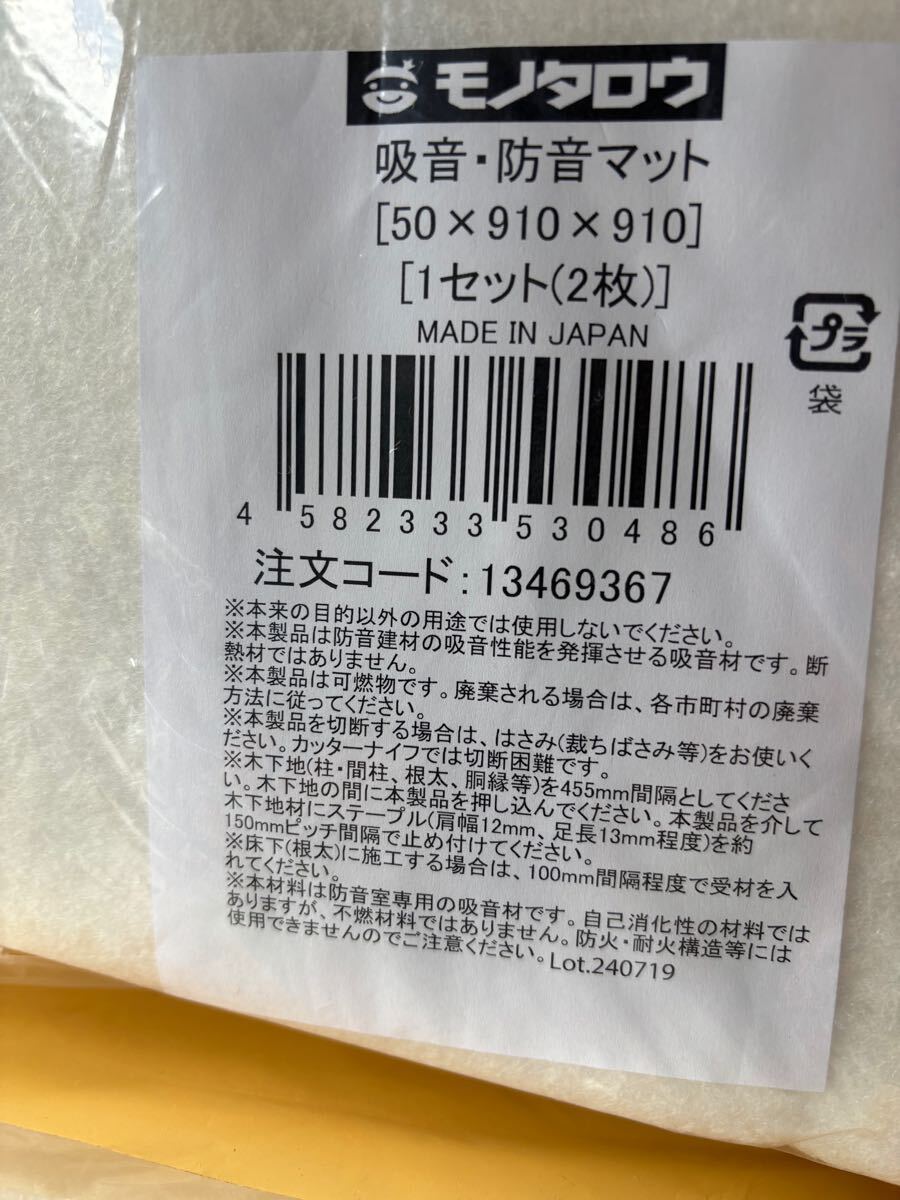 モノタロウ
吸音・防音マット
[50×910×910]
[1セット(2枚)]
MADE IN JAPAN
プラ
袋
4 582333 530486
注文コード:13469367
※本来の目的以外の用途では使用しないでください。
※本製品は防音建材の吸音性能を発揮させる吸音材です。断
熱材ではありません。
※本製品は可燃物です。廃棄される場合は、各市町村の廃棄
方法に従ってください。
※本製品を切断する場合は、はさみ(裁ちばさみ等)をお使いく
ださい。カッターナイフでは切断困難です。
※木下地(柱・間柱、根太、胴縁等)を455mm間隔としてくださ
い。木下地の間に本製品を押し込んでください。本製品を介して
木下地材にステープル(肩幅12mm、足長13mm程度)を約
150mmピッチ間隔で止め付けてください。
※床下(根太)に施工する場合は、100mm間隔程度で受材を入
れてください。
※本材料は防音室専用の吸音材です。自己消化性の材料では
ありますが、不燃材料ではありません。防火・耐火構造等には
使用できませんのでご注意ください。Lot.240719